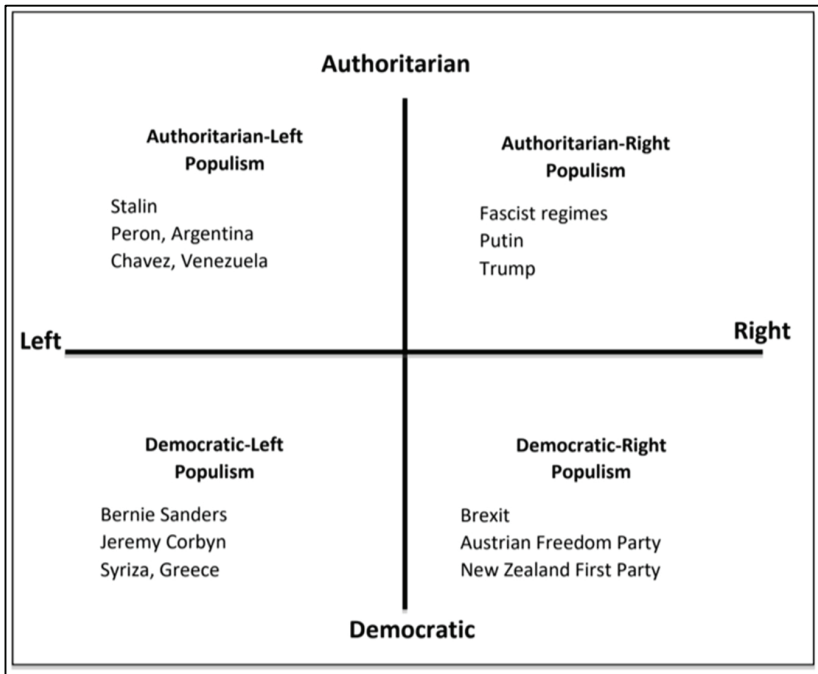 Authoritarian
Authoritarian-Left
Populism
Stalin
Peron, Argentina
Chavez, Venezuela
Authoritarian-Right
Populism
Fascist regimes
Putin
Trump
Left
Right
Democratic-Left
Populism
Bernie Sanders
Jeremy Corbyn
Syriza, Greece
Democratic-Right
Populism
Brexit
Austrian Freedom Party
New Zealand First Party
Democratic